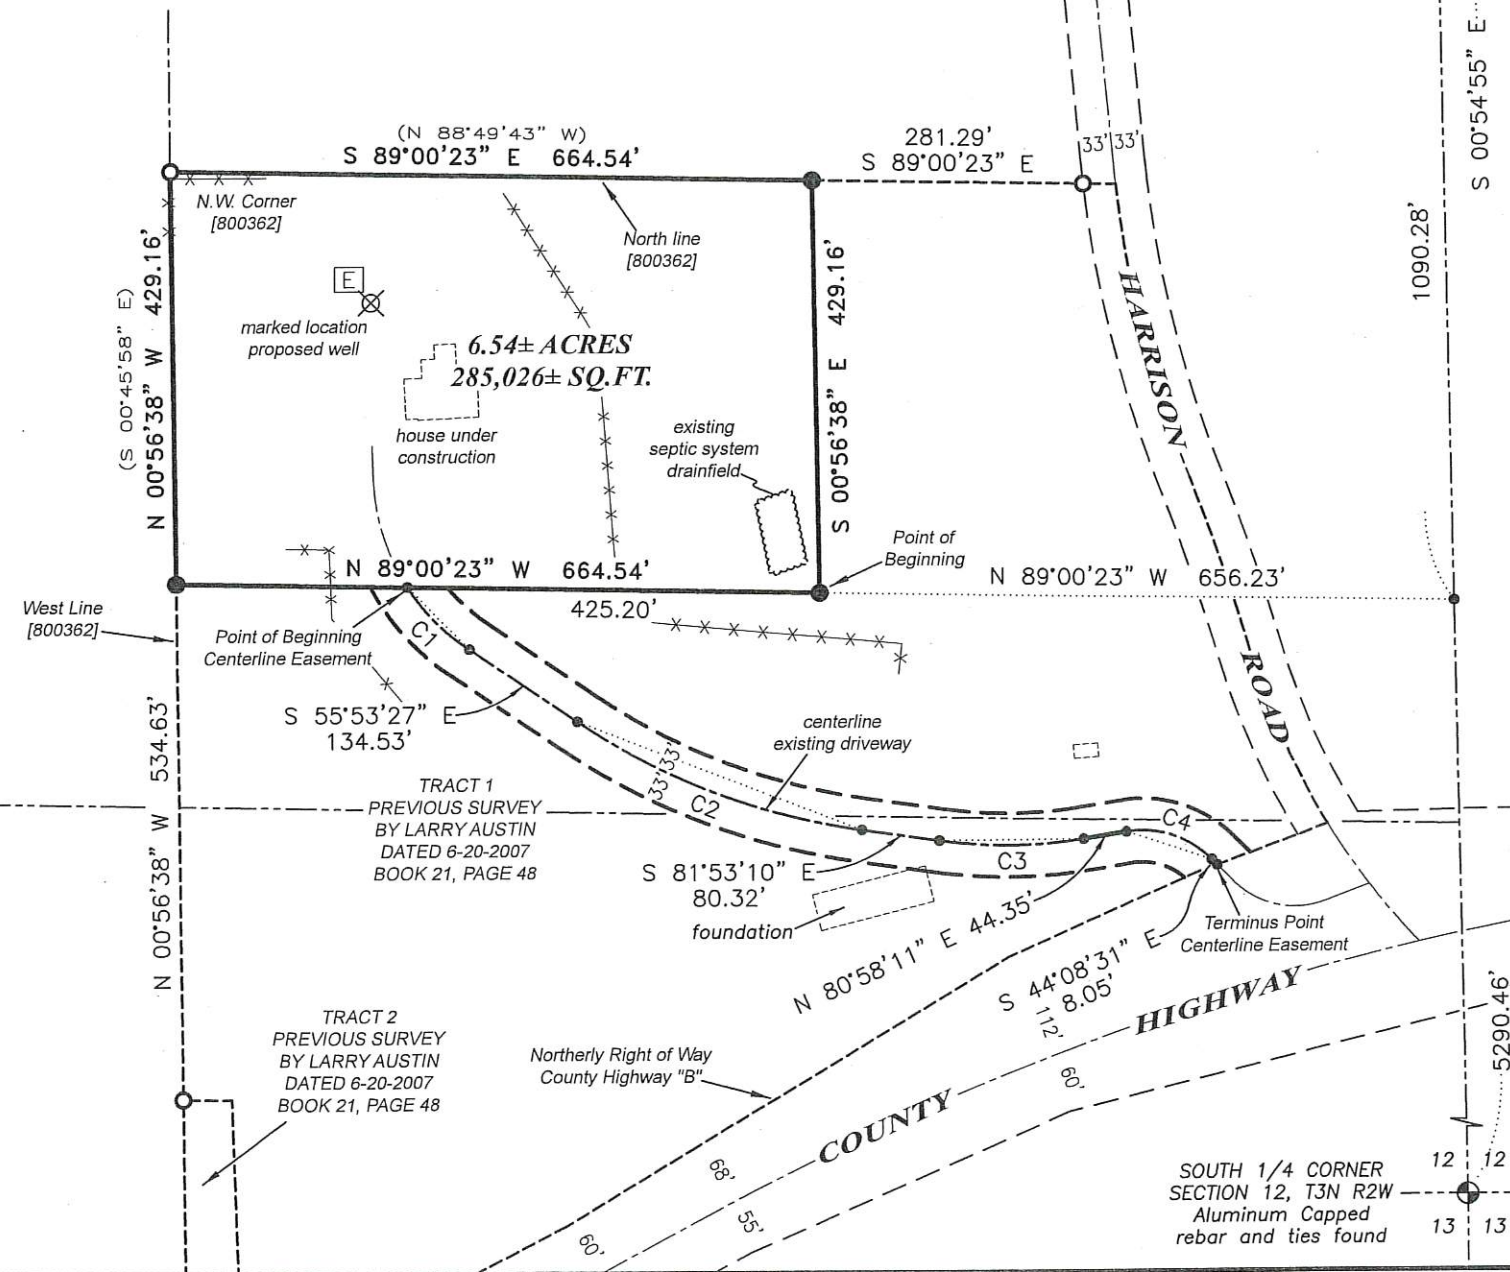 (N 88°49'43" W)
S 89°00'23" E 664.54'
281.29'
S 89°00'23" E
33' 33'
S 00°54'55" E
1090.28'
N.W. Corner
[800362]
North line
[800362]
(S 00°45'58" E)
N 00°56'38" W 429.16'
E
marked location
proposed well
6.54± ACRES
285,026± SQ.FT.
house under
construction
existing
septic system
drainfield
S 00°56'38" E 429.16'
HARRISON
ROAD
Point of
Beginning
N 89°00'23" W 664.54'
N 89°00'23" W 656.23'
425.20'
West Line
[800362]
Point of Beginning
Centerline Easement
C1
S 55°53'27" E
134.53'
centerline
existing driveway
33' 33'
C2
C3
C4
TRACT 1
PREVIOUS SURVEY
BY LARRY AUSTIN
DATED 6-20-2007
BOOK 21, PAGE 48
N 00°56'38" W 534.63'
S 81°53'10" E
80.32'
foundation
N 80°58'11" E 44.35'
S 44°08'31" E
8.05'
Terminus Point
Centerline Easement
112'
60'
COUNTY HIGHWAY
TRACT 2
PREVIOUS SURVEY
BY LARRY AUSTIN
DATED 6-20-2007
BOOK 21, PAGE 48
Northerly Right of Way
County Highway "B"
68'
55'
60'
5290.46'
SOUTH 1/4 CORNER
SECTION 12, T3N R2W
Aluminum Capped
rebar and ties found
12 12
13 13